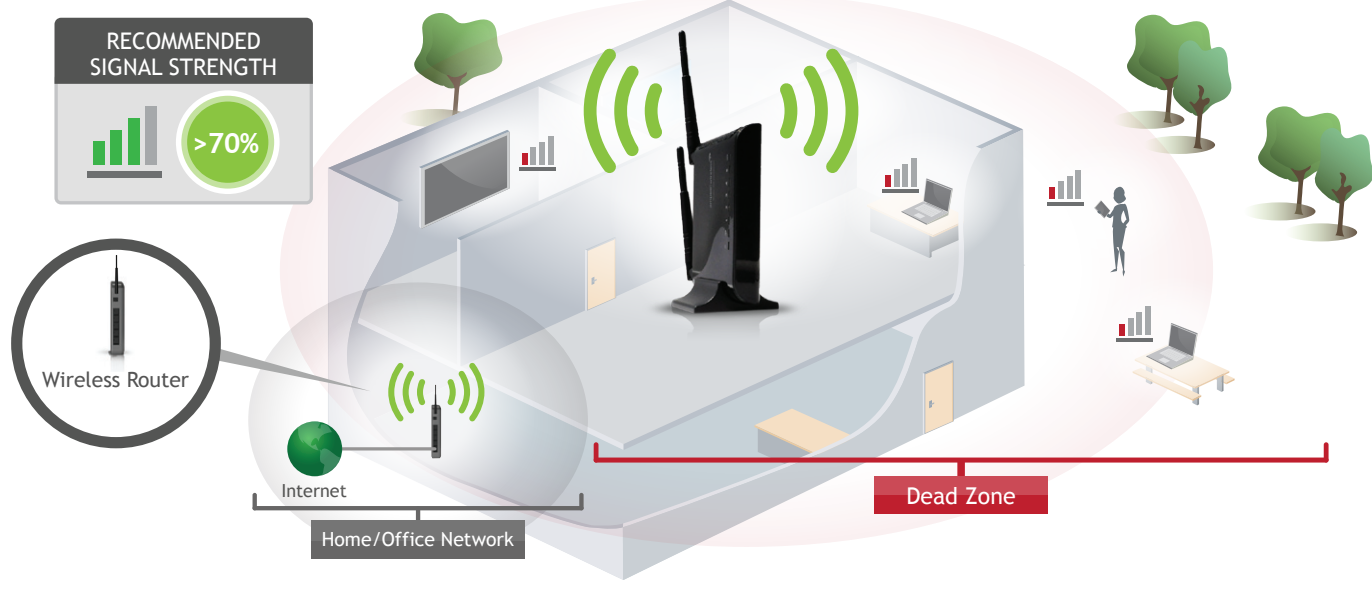 RECOMMENDED
SIGNAL STRENGTH
>70%
Wireless Router
Internet
Home/Office Network
Dead Zone